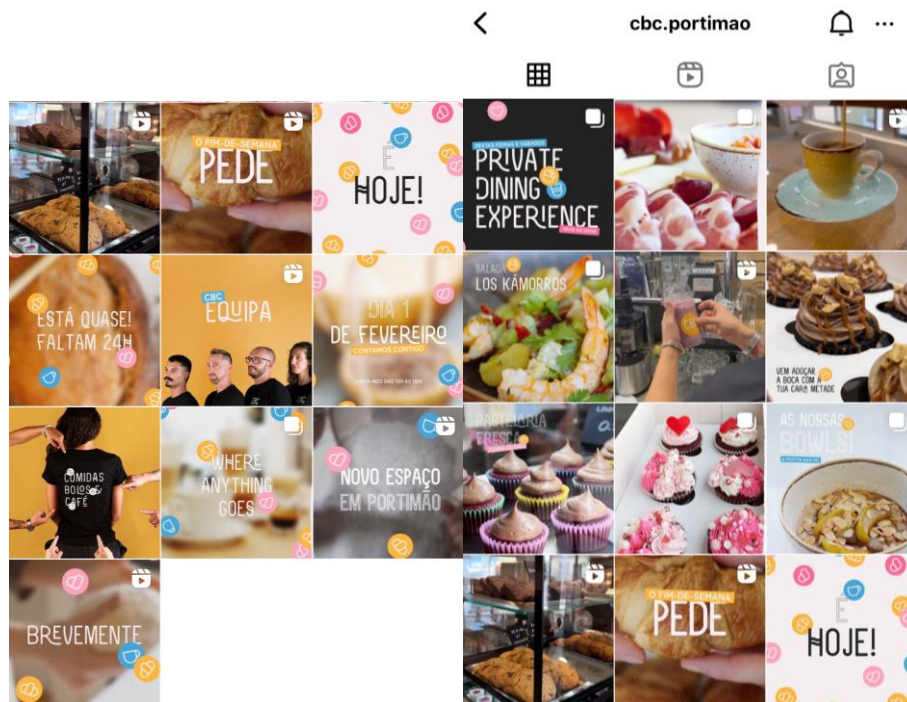 cbc.portimao
O FIM-DE-SEMANA
PEDE
É
HOJE!
ESTÁ QUASE!
FALTAM 24H
CBC
EQUIPA
DIA 1
DE FEVEREIRO
CONTAMOS CONTIGO
COMIDAS
BOLOS &
CAFÉ
WHERE
ANYTHING
GOES
NOVO ESPAÇO
EM PORTIMÃO
BREVEMENTE
SEXTAS-FEIRAS E SÁBADOS
PRIVATE
DINING
EXPERIENCE
SALADA
LOS KÁMORROS
VEM ADOÇAR
A BOCA COM A
TUA CARA METADE
PASTELARIA
FRESCA
AS NOSSAS
BOWLS!
O FIM-DE-SEMANA
PEDE
É
HOJE!